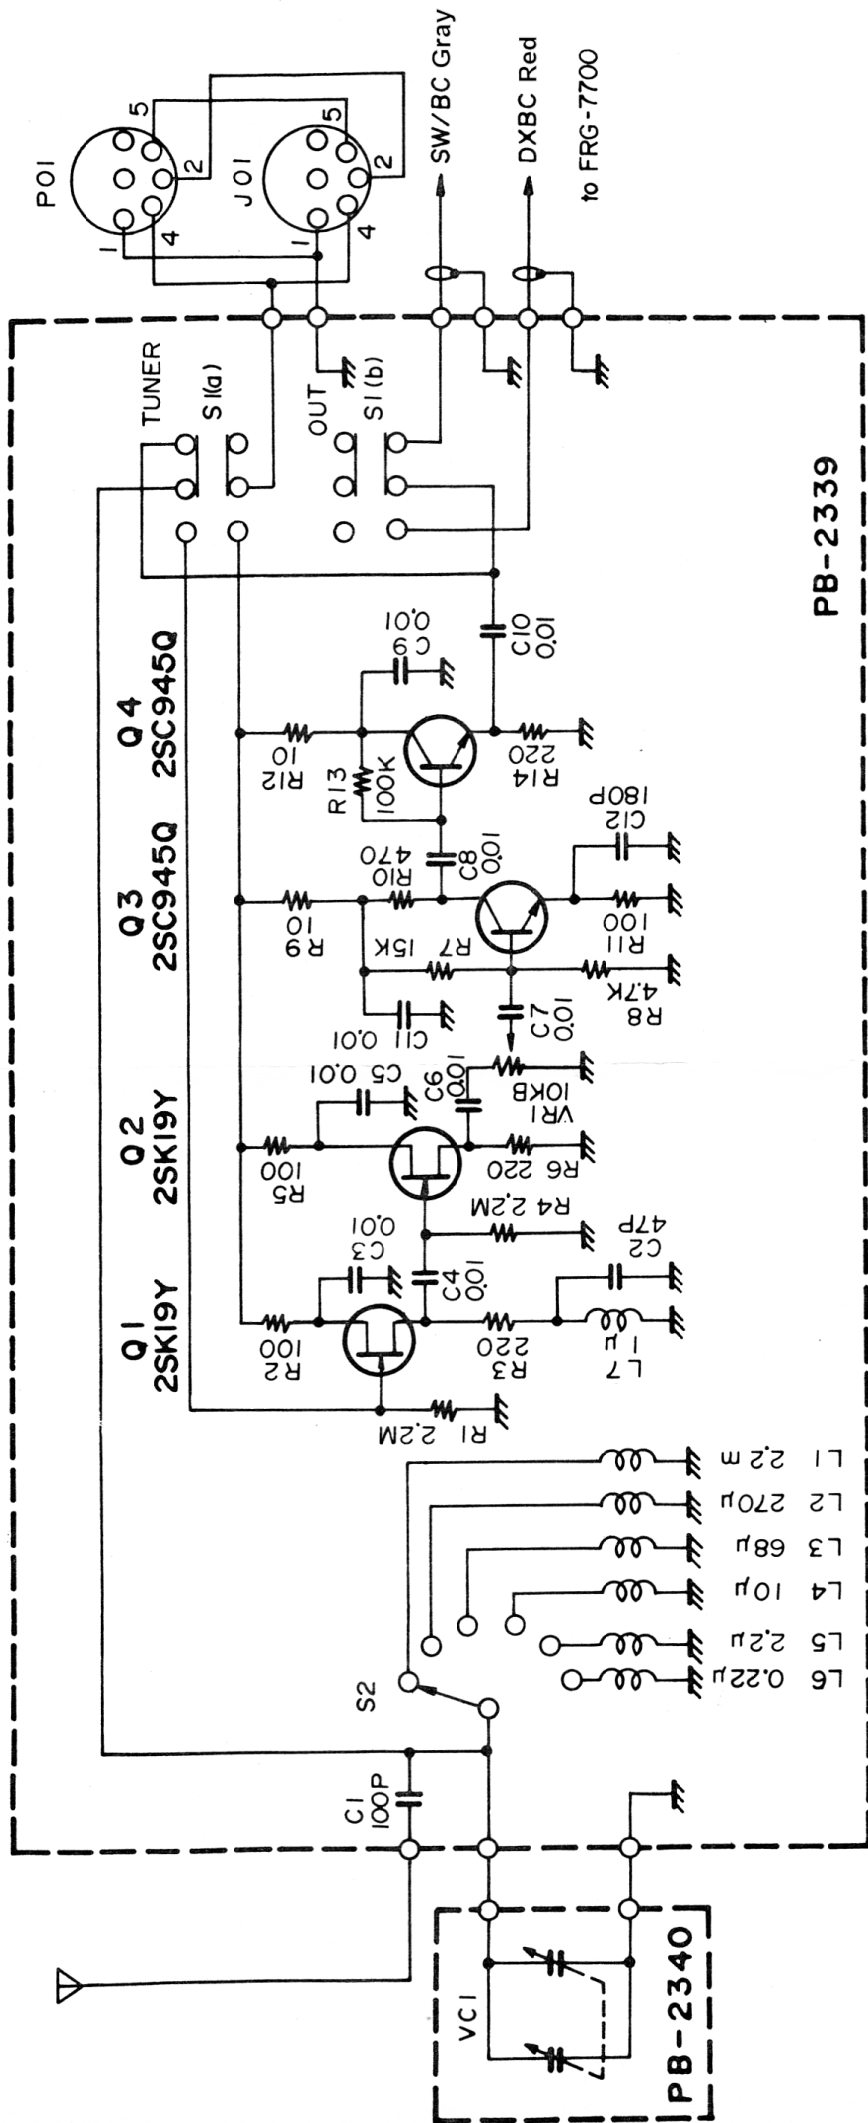 P01
1
4
2
5
J01
1
4
2
5
SW/BC Gray
DXBC Red
to FRG-7700
TUNER
S1(a)
OUT
S1(b)
PB-2339
Q4
2SC945Q
Q3
2SC945Q
Q2
2SK19Y
Q1
2SK19Y
R12
10
R13
100K
C9
0.01
C10
0.01
R14
220
R9
10
R10
470
C8
0.01
C12
180P
R11
100
R7
15K
C11 0.01
C7
0.01
R8
4.7K
R5
100
C5 0.01
C6
0.01
VR1
10KB
R6 220
R4 2.2M
R2
100
C3
0.01
C4
0.01
C2
47P
R3
220
L7
1μ
R1 2.2M
L1 2.2m
L2 270μ
L3 68μ
L4 10μ
L5 2.2μ
L6 0.22μ
S2
C1
100P
VC1
PB-2340